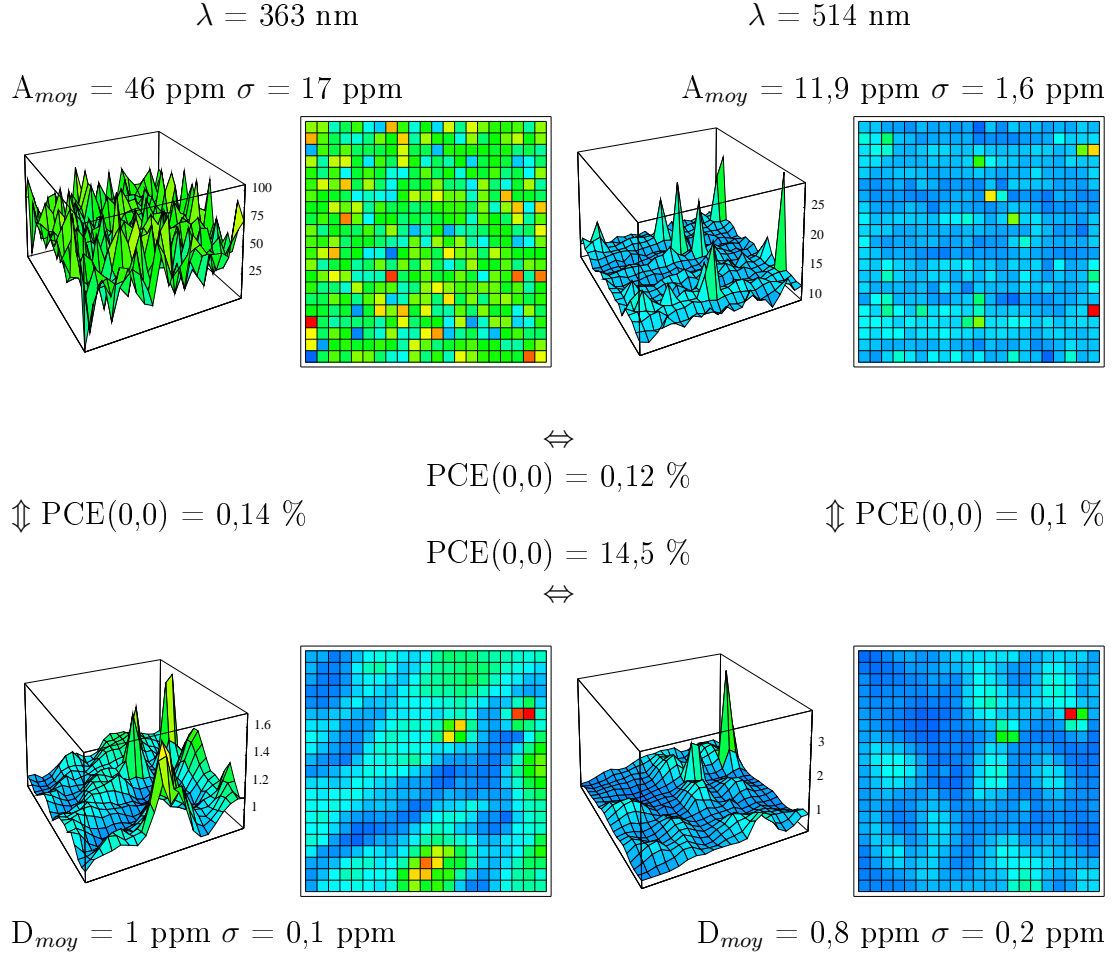 λ = 363 nm
λ = 514 nm
A_moy = 46 ppm σ = 17 ppm
A_moy = 11,9 ppm σ = 1,6 ppm
100
75
50
25
25
20
15
10
⇔
PCE(0,0) = 0,12 %
⇕ PCE(0,0) = 0,14 %
⇕ PCE(0,0) = 0,1 %
PCE(0,0) = 14,5 %
⇔
1.6
1.4
1.2
1
3
2
1
D_moy = 1 ppm σ = 0,1 ppm
D_moy = 0,8 ppm σ = 0,2 ppm